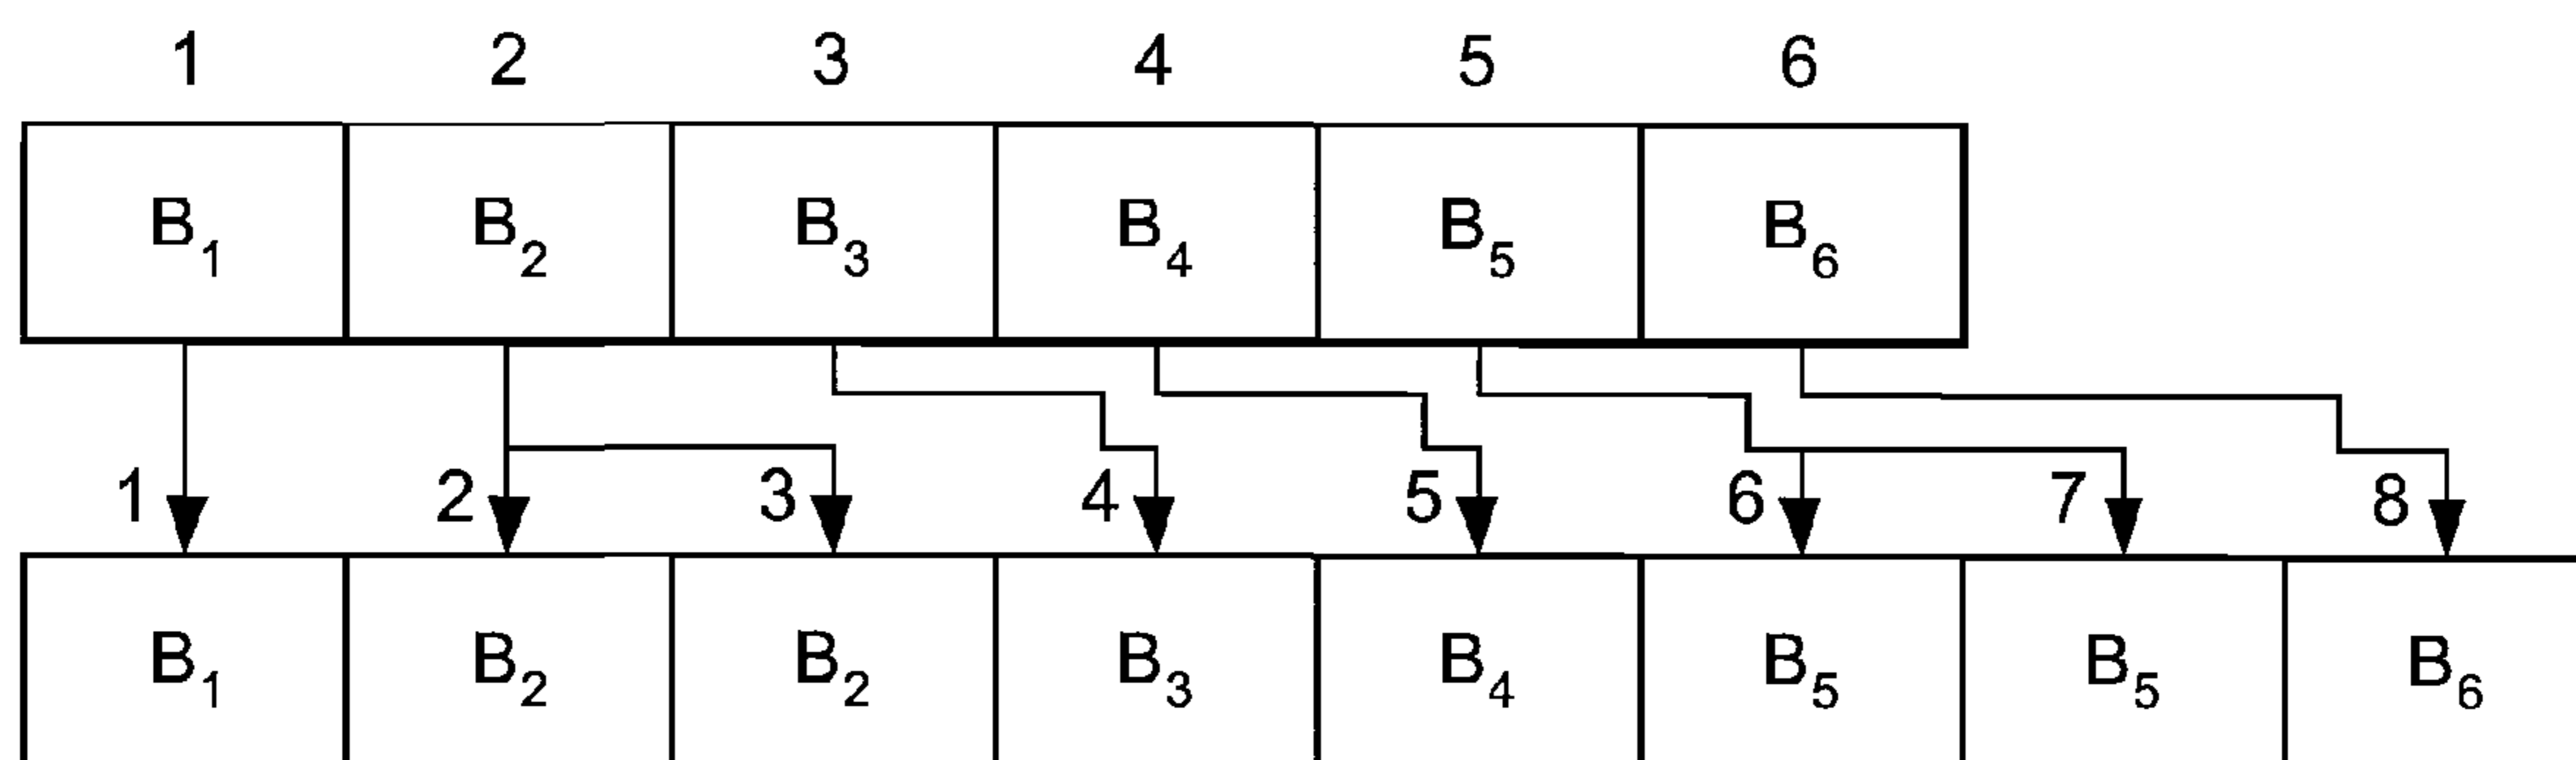 1 2 3 4 5 6
B₁ B₂ B₃ B₄ B₅ B₆
1 2 3 4 5 6 7 8
B₁ B₂ B₂ B₃ B₄ B₅ B₅ B₆